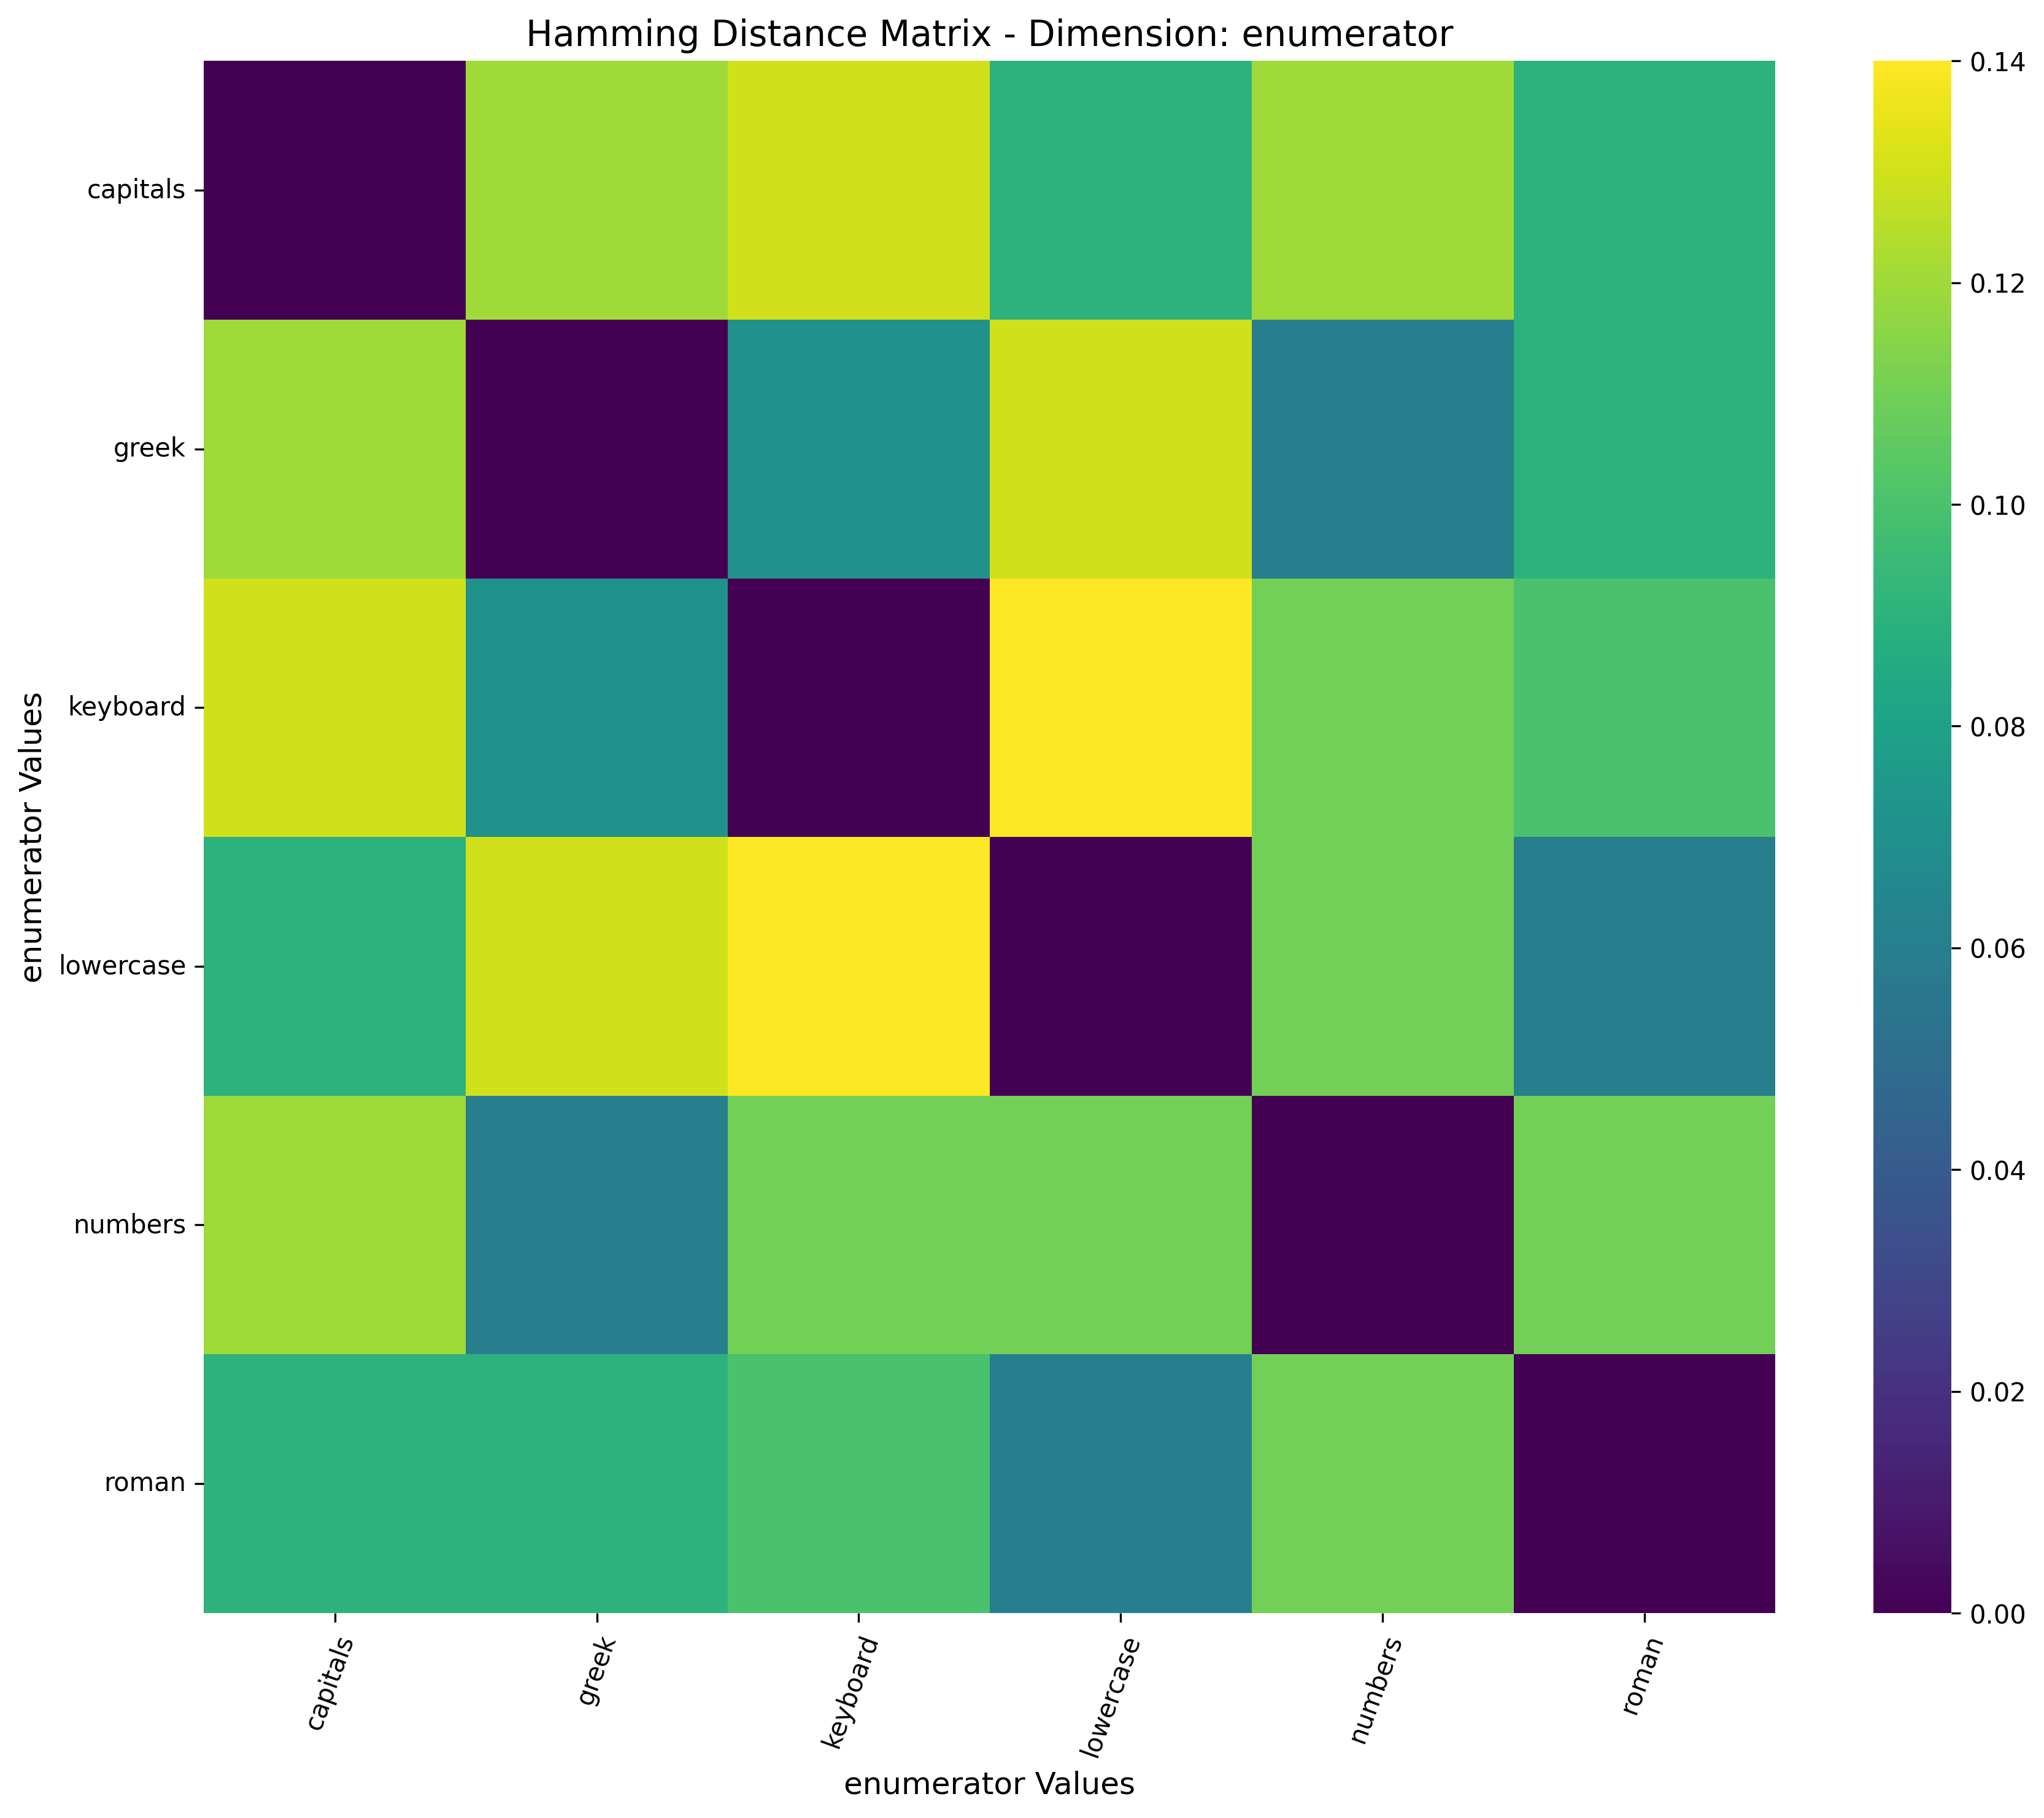 Hamming Distance Matrix - Dimension: enumerator
enumerator Values
capitals
greek
keyboard
lowercase
numbers
roman
capitals
greek
keyboard
lowercase
numbers
roman
enumerator Values
0.14
0.12
0.10
0.08
0.06
0.04
0.02
0.00